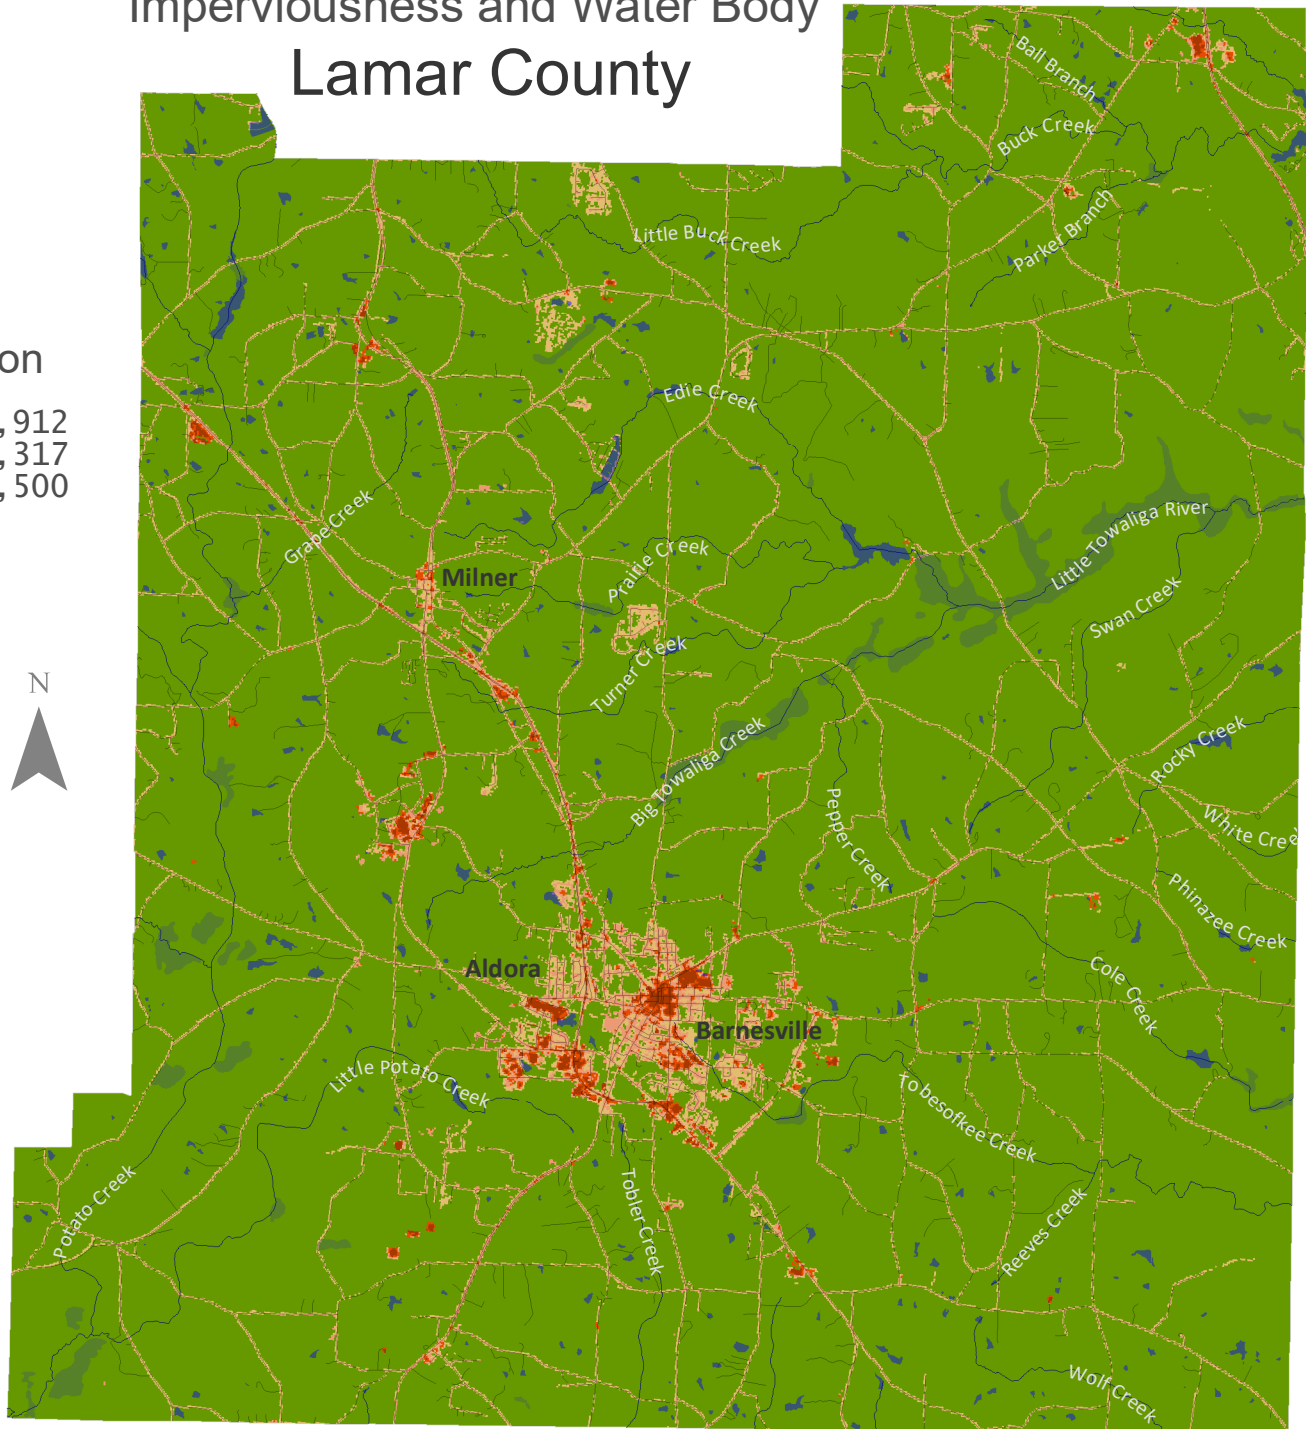 Imperviousness and Water Body
Lamar County
on
,912
,317
,500
N
Ball Branch
Buck Creek
Parker Branch
Little Buck Creek
Edie Creek
Grape Creek
Little Towaliga River
Prairie Creek
Milner
Swan Creek
Turner Creek
Rocky Creek
Big Towaliga Creek
Pepper Creek
White Cree
Phinazee Creek
Aldora
Cole Creek
Barnesville
Little Potato Creek
Tobesofkee Creek
Potato Creek
Tobler Creek
Reeves Creek
Wolf Creek